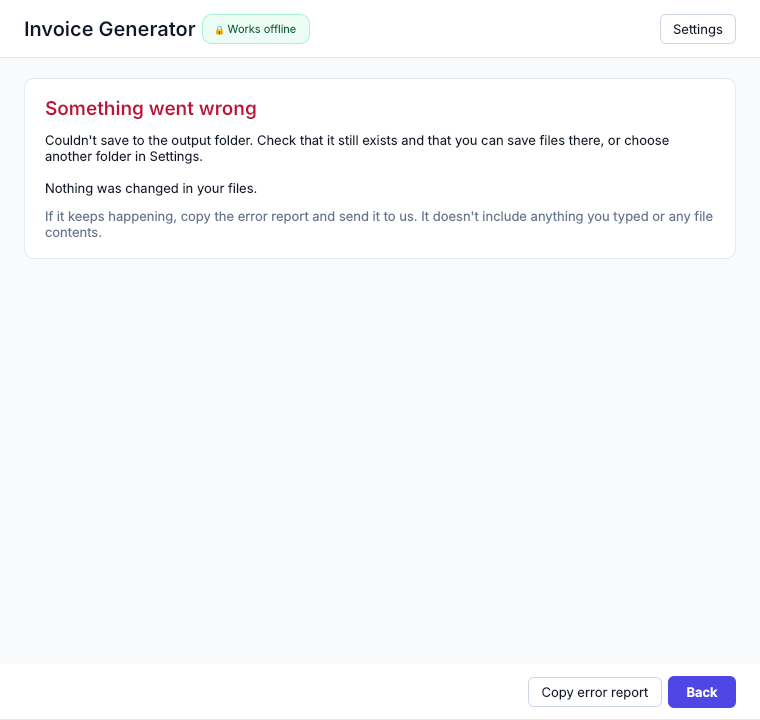 Invoice Generator
🔒 Works offline
Settings
Something went wrong
Couldn't save to the output folder. Check that it still exists and that you can save files there, or choose
another folder in Settings.
Nothing was changed in your files.
If it keeps happening, copy the error report and send it to us. It doesn't include anything you typed or any file
contents.
Copy error report
Back